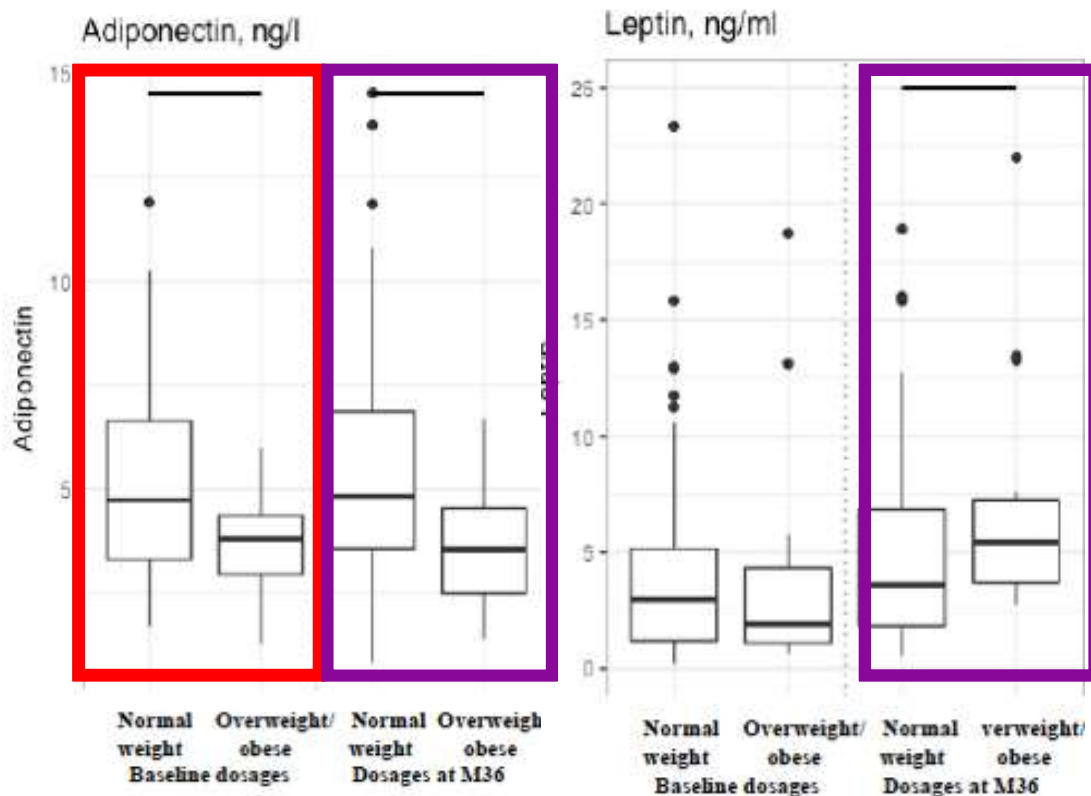 Adiponectin, ng/l
15
10
5
Adiponectin
Normal weight
Overweight/ obese
Baseline dosages
Normal weight
Overweigh obese
Dosages at M36
Leptin, ng/ml
25
20
15
10
5
0
Normal weight
Overweight/ obese
Baseline dosages
Normal weight
verweight/ obese
Dosages at M36